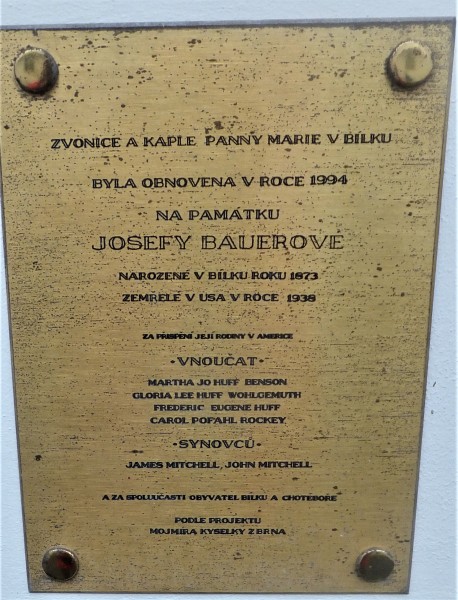 ZVONICE A KAPLE PANNY MARIE V BÍLKU
BYLA OBNOVENA V ROCE 1994
NA PAMÁTKU
JOSEFY BAUEROVÉ
NAROZENÉ V BÍLKU ROKU 1873
ZEMŘELÉ V USA V ROCE 1938
ZA PŘISPĚNÍ JEJÍ RODINY V AMERICE
·VNOUČAT·
MARTHA JO HUFF BENSON
GLORIA LEE HUFF WOHLGEMUTH
FREDERIC EUGENE HUFF
CAROL POFAHL ROCKEY
·SYNOVCŮ·
JAMES MITCHELL, JOHN MITCHELL
A ZA SPOLUÚČASTI OBYVATEL BÍLKU A CHOTĚBOŘE
PODLE PROJEKTU
MOJMÍRA KYSELKY Z BRNA